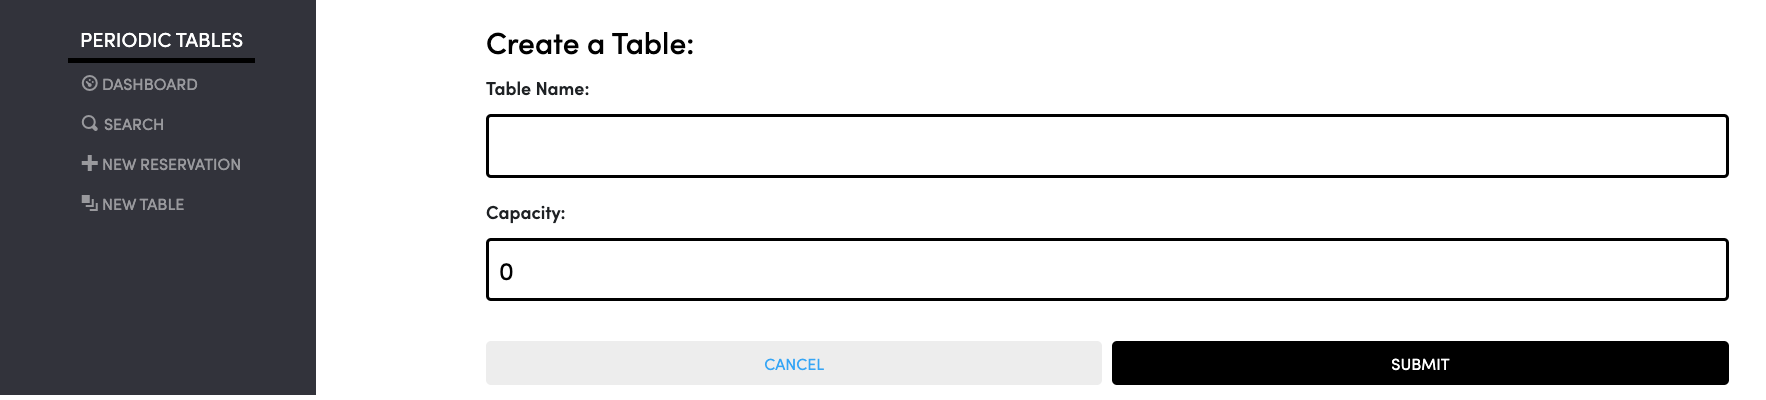 PERIODIC TABLES
DASHBOARD
SEARCH
NEW RESERVATION
NEW TABLE
Create a Table:
Table Name:
Capacity:
0
CANCEL
SUBMIT